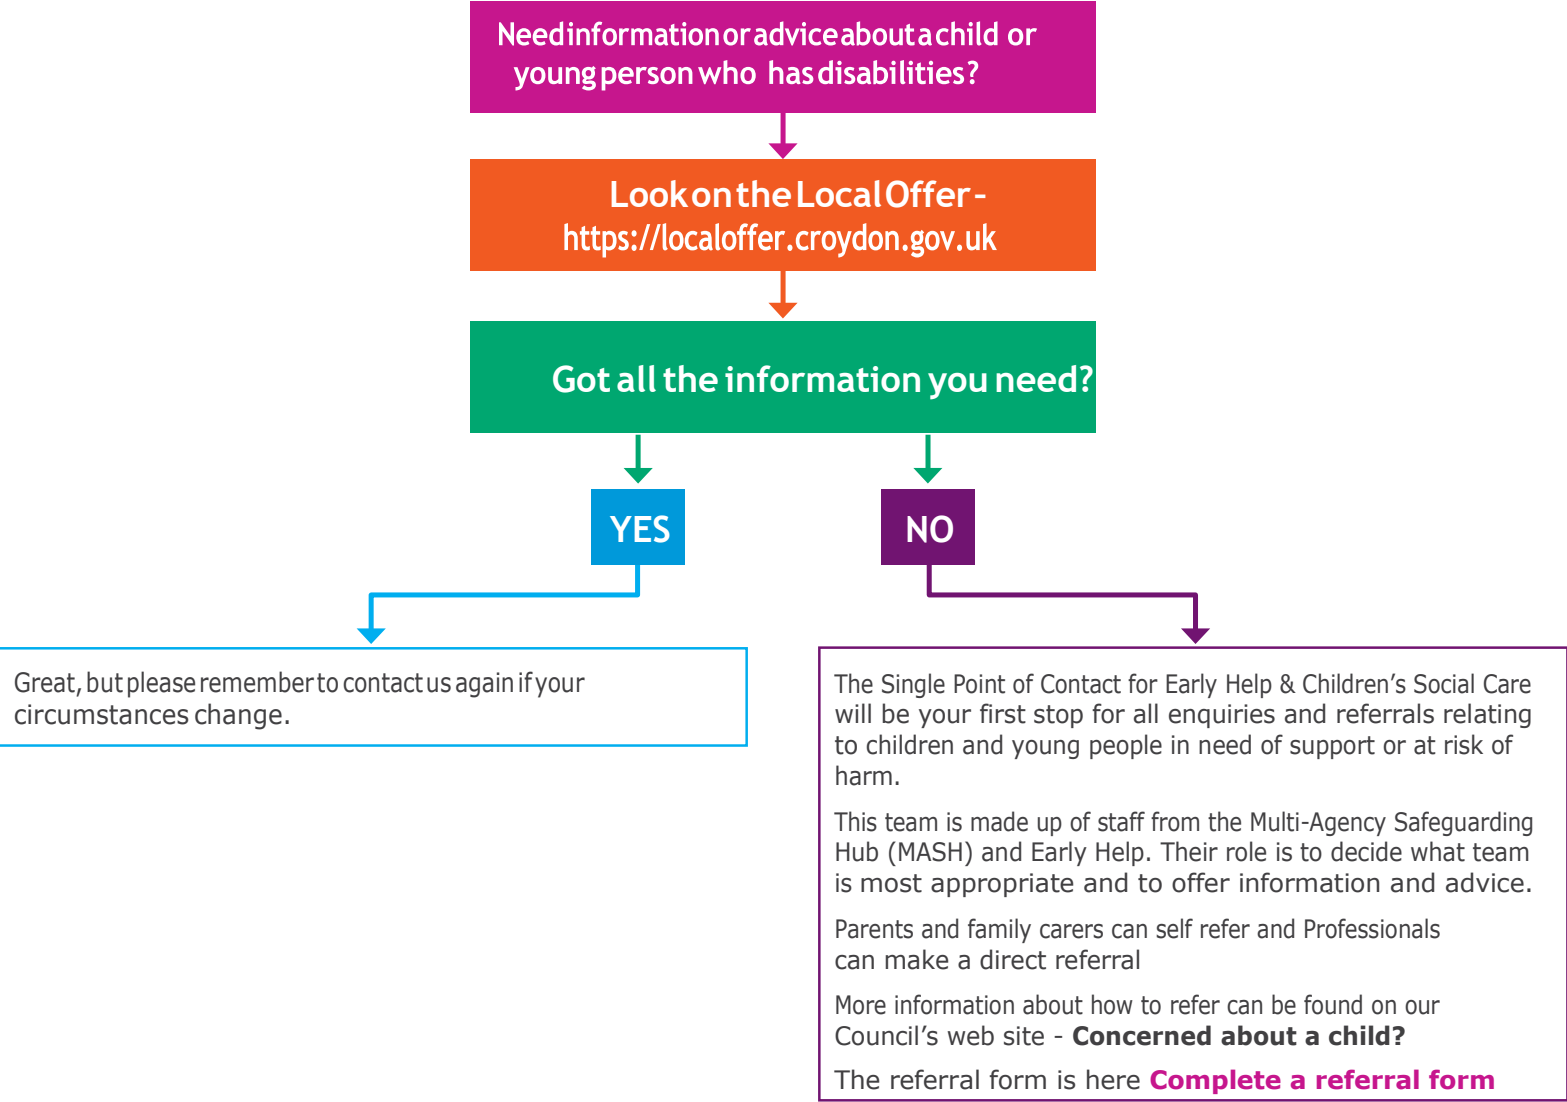 Need information or advice about a child or
young person who has disabilities?
Look on the Local Offer –
https://localoffer.croydon.gov.uk
Got all the information you need?
YES
NO
Great, but please remember to contact us again if your
circumstances change.
The Single Point of Contact for Early Help & Children’s Social Care
will be your first stop for all enquiries and referrals relating
to children and young people in need of support or at risk of
harm.
This team is made up of staff from the Multi-Agency Safeguarding
Hub (MASH) and Early Help. Their role is to decide what team
is most appropriate and to offer information and advice.
Parents and family carers can self refer and Professionals
can make a direct referral
More information about how to refer can be found on our
Council’s web site - Concerned about a child?
The referral form is here Complete a referral form